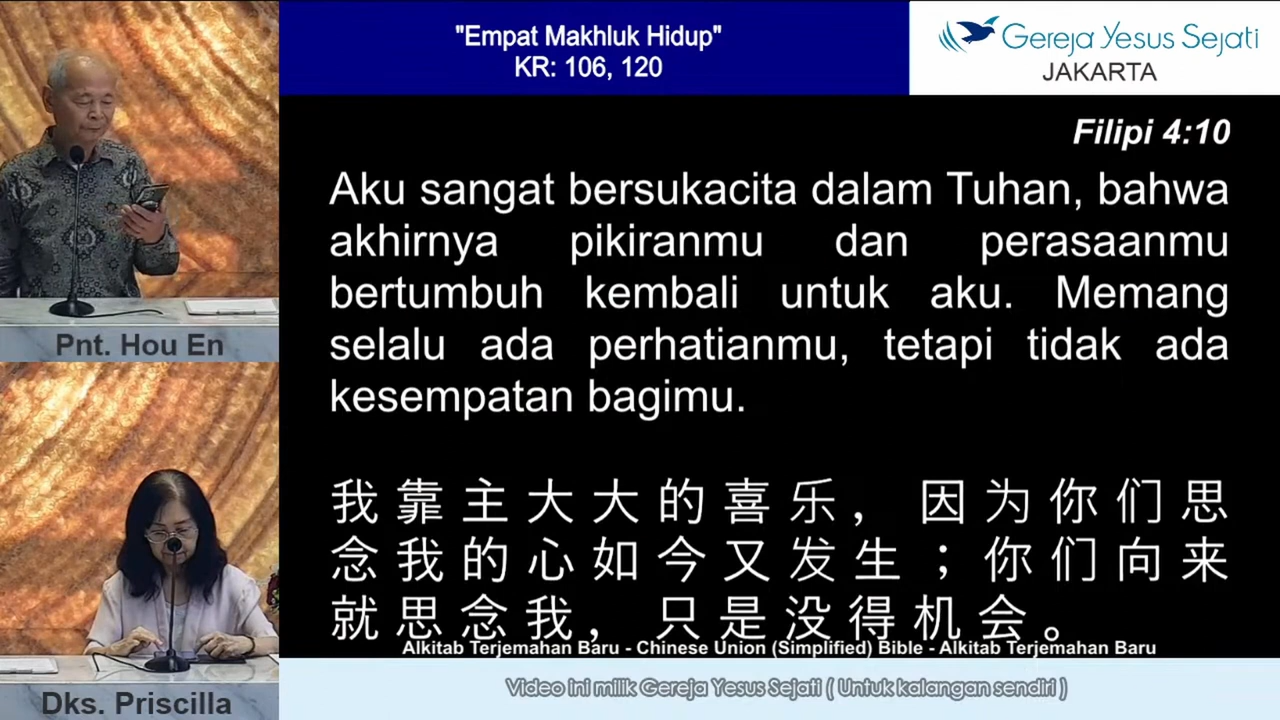 "Empat Makhluk Hidup"
KR: 106, 120
Gereja Yesus Sejati
JAKARTA
Filipi 4:10
Aku sangat bersukacita dalam Tuhan, bahwa
akhirnya pikiranmu dan perasaanmu
bertumbuh kembali untuk aku. Memang
selalu ada perhatianmu, tetapi tidak ada
kesempatan bagimu.
我靠主大大的喜乐，因为你们思
念我的心如今又发生；你们向来
就思念我，只是没得机会。
Alkitab Terjemahan Baru - Chinese Union (Simplified) Bible - Alkitab Terjemahan Baru
Pnt. Hou En
Dks. Priscilla
Video ini milik Gereja Yesus Sejati ( Untuk kalangan sendiri )